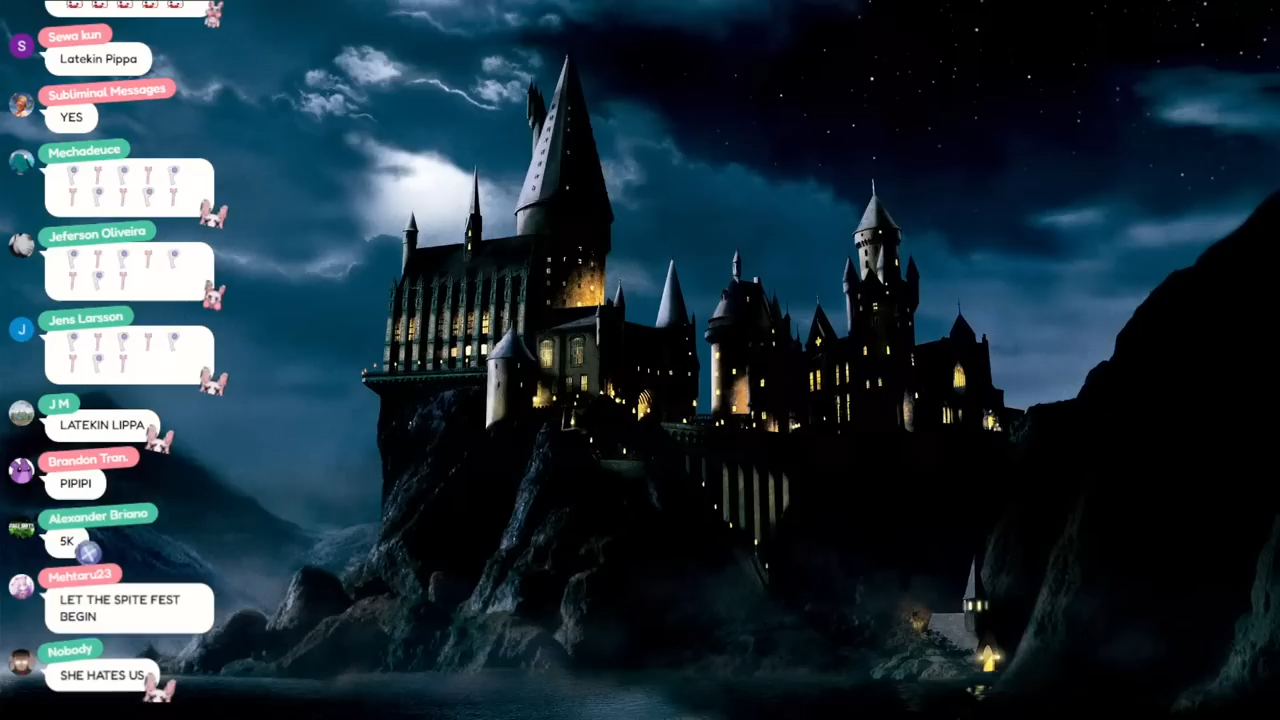 Sewa kun
S
Latekin Pippa
Subliminal Messages
YES
Mechadeuce
Jeferson Oliveira
Jens Larsson
J
J M
LATEKIN LIPPA
Brandon Tran.
PIPIPI
Alexander Briano
5K
Mehtaru23
LET THE SPITE FEST
BEGIN
Nobody
SHE HATES US